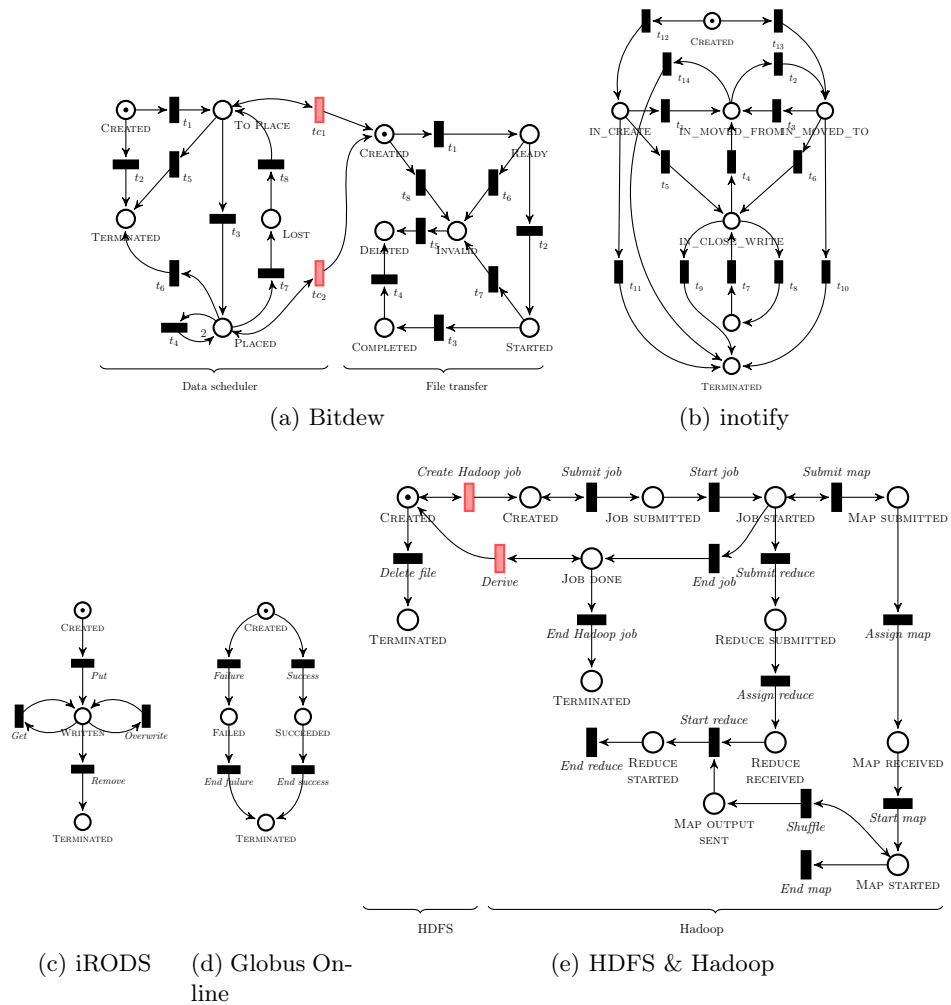 CREATED
t1
t2
t5
TO PLACE
tc1
CREATED
t1
READY
t8
t8
t6
TERMINATED
t3
LOST
DELETED
t5
INVALID
t2
t6
t7
tc2
t4
t7
t4
2
PLACED
COMPLETED
t3
STARTED
Data scheduler
File transfer
(a) Bitdew
t12
CREATED
t13
t14
t2
IN_CREATE
t1
IN_MOVED_FROM
t3
IN_MOVED_TO
t5
t4
t6
IN_CLOSE_WRITE
t11
t9
t7
t8
t10
TERMINATED
(b) inotify
CREATED
Put
Get
WRITTEN
Overwrite
Remove
TERMINATED
(c) iRODS
CREATED
Failure
Success
FAILED
SUCCEEDED
End failure
End success
TERMINATED
(d) Globus On-
line
Create Hadoop job
Submit job
Start job
Submit map
CREATED
CREATED
JOB SUBMITTED
JOB STARTED
MAP SUBMITTED
Delete file
Derive
JOB DONE
End job
Submit reduce
TERMINATED
End Hadoop job
REDUCE SUBMITTED
Assign map
TERMINATED
Assign reduce
Start reduce
End reduce
REDUCE
STARTED
REDUCE
RECEIVED
MAP RECEIVED
MAP OUTPUT
SENT
Shuffle
Start map
End map
MAP STARTED
HDFS
Hadoop
(e) HDFS & Hadoop